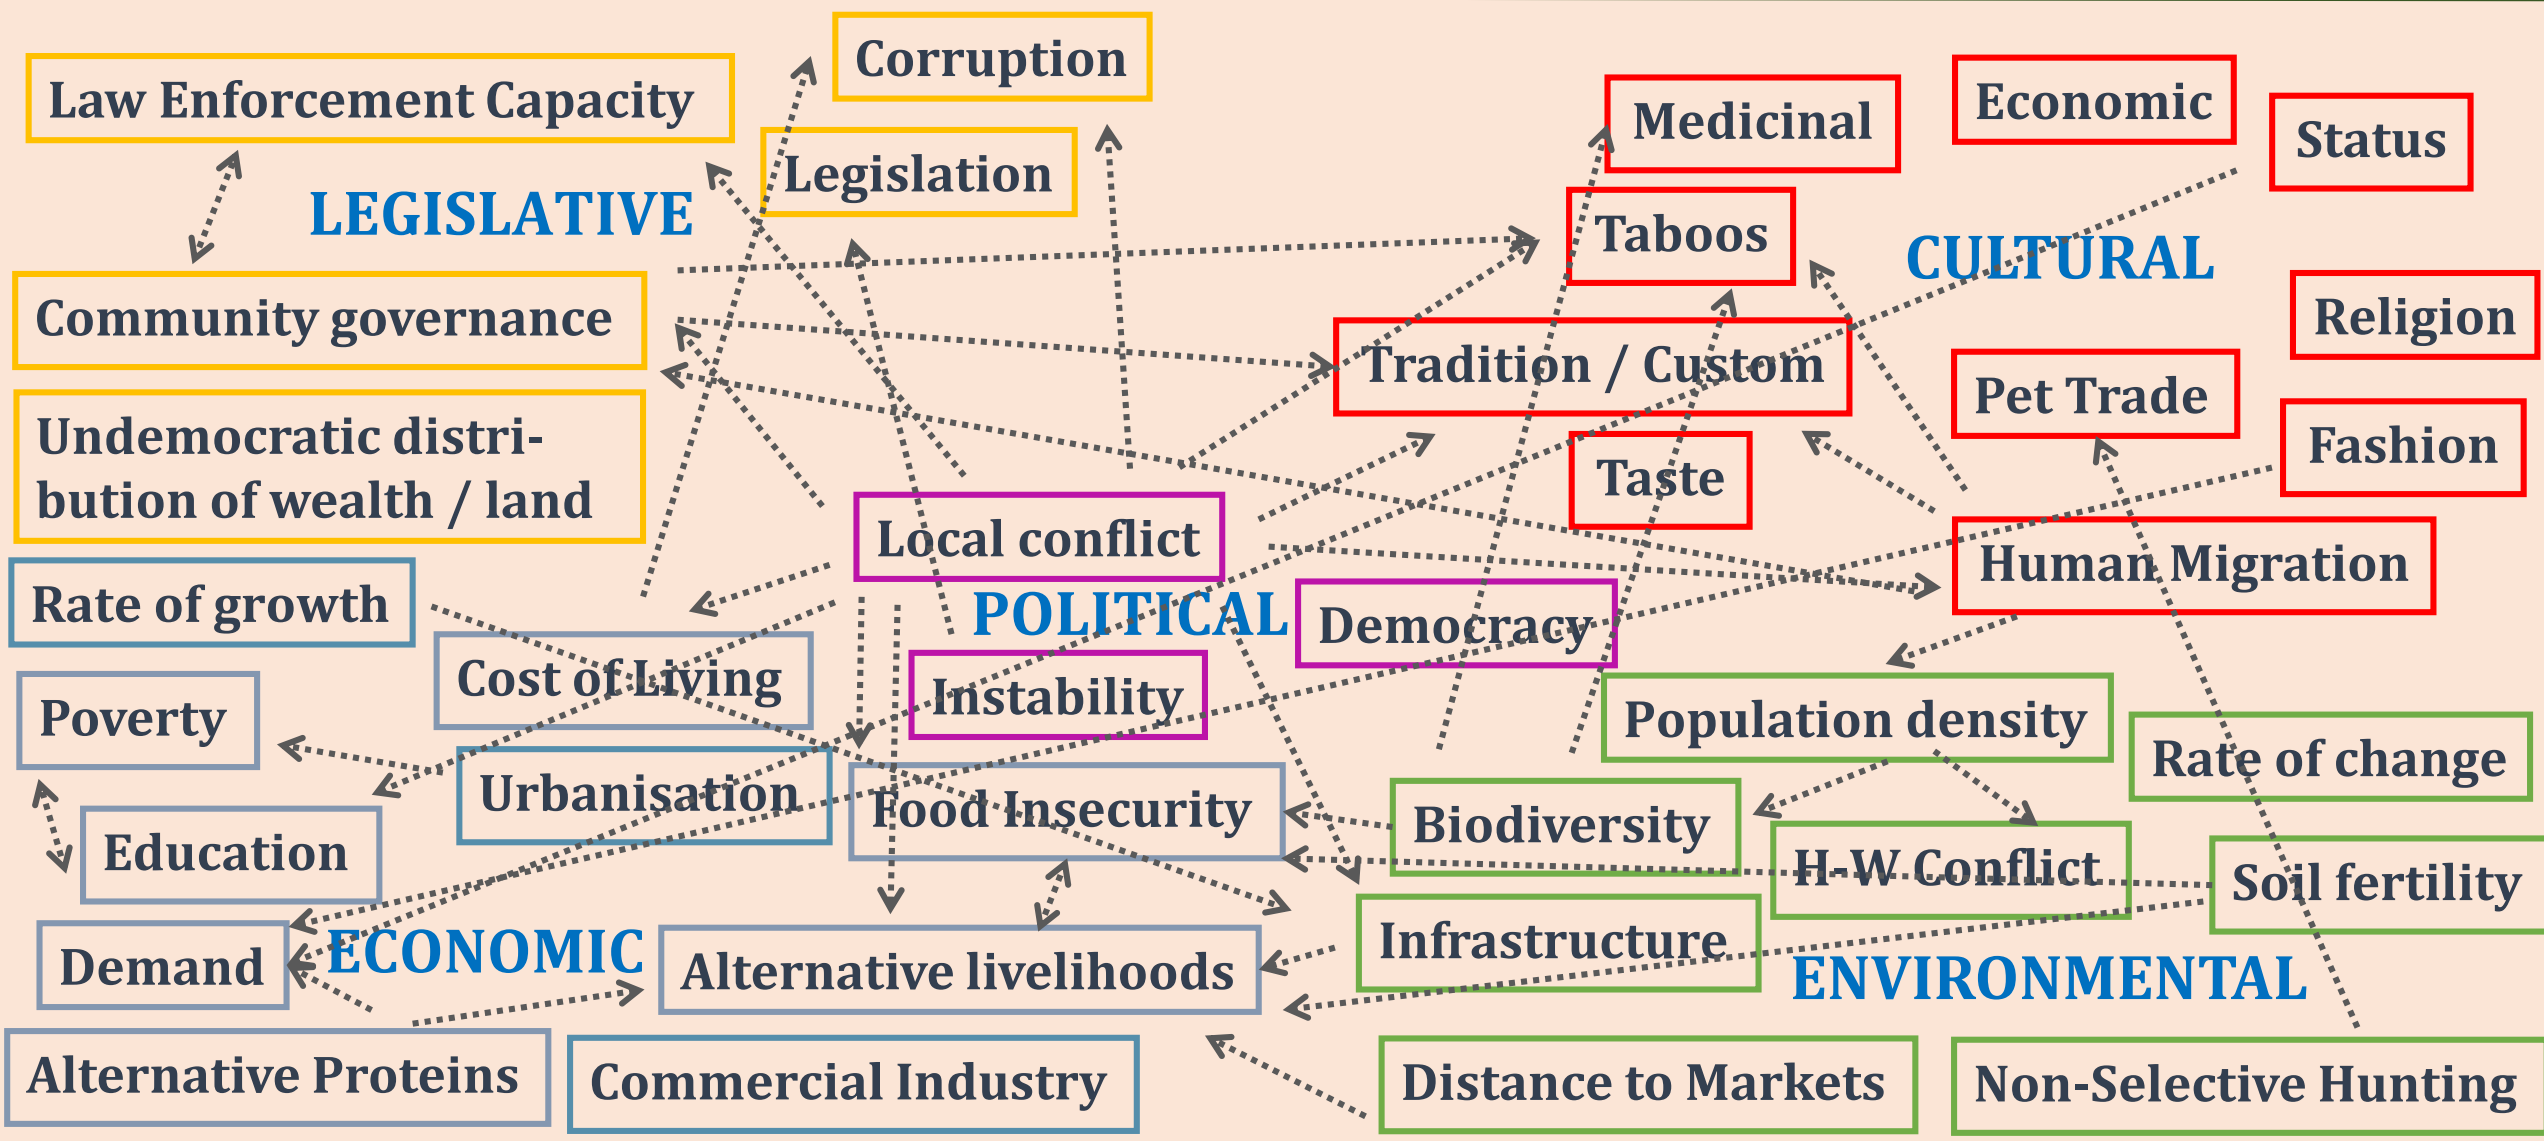 Corruption
Law Enforcement Capacity
Legislation
LEGISLATIVE
Community governance
Undemocratic distri-
bution of wealth / land
Medicinal
Economic
Status
Taboos
CULTURAL
Religion
Tradition / Custom
Pet Trade
Fashion
Taste
Human Migration
Local conflict
POLITICAL
Democracy
Instability
Rate of growth
Cost of Living
Poverty
Urbanisation
Food Insecurity
Education
Demand
ECONOMIC
Alternative livelihoods
Alternative Proteins
Commercial Industry
Population density
Rate of change
Biodiversity
H-W Conflict
Soil fertility
Infrastructure
ENVIRONMENTAL
Distance to Markets
Non-Selective Hunting